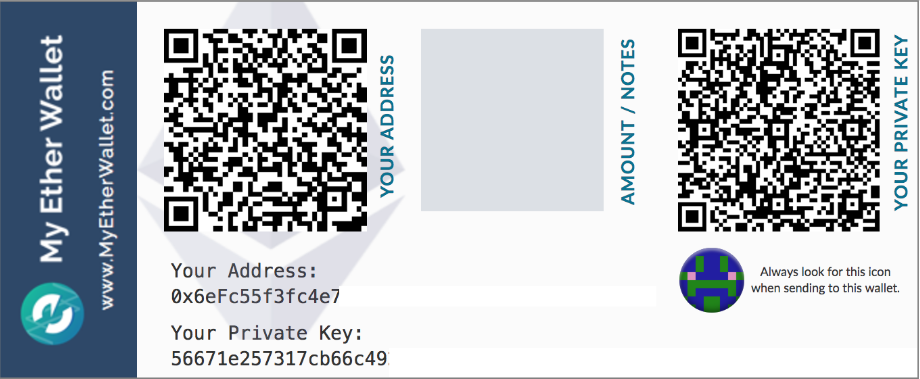 My Ether Wallet
www.MyEtherWallet.com
YOUR ADDRESS
AMOUNT / NOTES
YOUR PRIVATE KEY
Always look for this icon
when sending to this wallet.
Your Address:
0x6eFc55f3fc4e7
Your Private Key:
56671e257317cb66c49